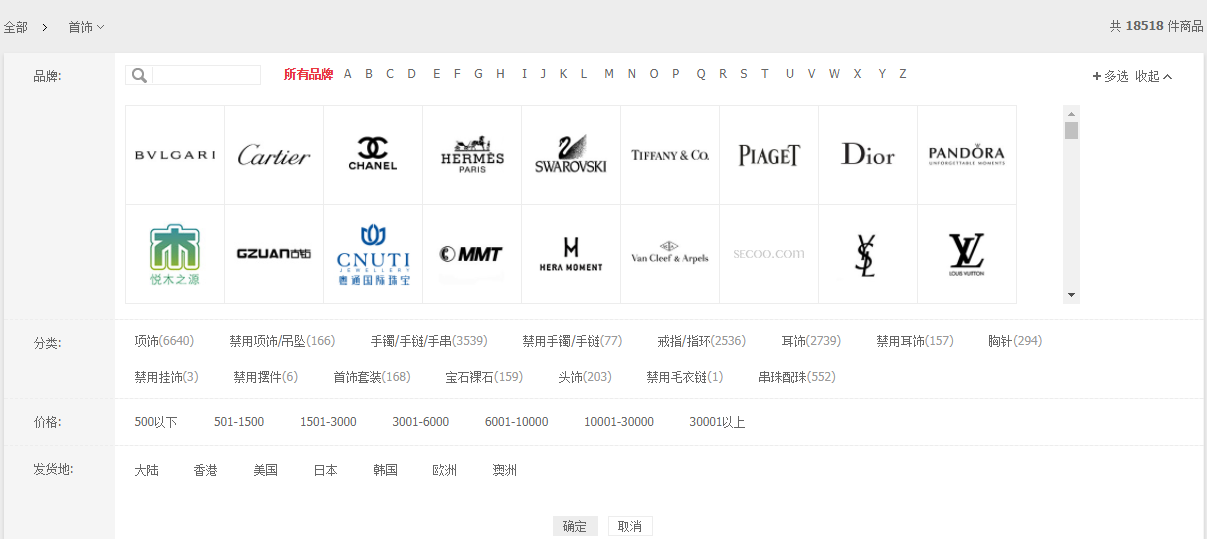 全部 > 首饰 共 18518 件商品
品牌: 所有品牌 A B C D E F G H I J K L M N O P Q R S T U V W X Y Z + 多选 收起
BVLGARI Cartier CHANEL HERMÈS PARIS SWAROVSKI TIFFANY & CO. PIAGET Dior PANDÖRA UNFORGETTABLE MOMENTS
悦木之源 GZUAN古钻 CNUTI JEWELLERY 粤通国际珠宝 MMT HERA MOMENT Van Cleef & Arpels SECOO.COM YSL LV LOUIS VUITTON
分类: 项饰(6640) 禁用项饰/吊坠(166) 手镯/手链/手串(3539) 禁用手镯/手链(77) 戒指/指环(2536) 耳饰(2739) 禁用耳饰(157) 胸针(294)
禁用挂饰(3) 禁用摆件(6) 首饰套装(168) 宝石裸石(159) 头饰(203) 禁用毛衣链(1) 串珠配珠(552)
价格: 500以下 501-1500 1501-3000 3001-6000 6001-10000 10001-30000 30001以上
发货地: 大陆 香港 美国 日本 韩国 欧洲 澳洲
确定 取消